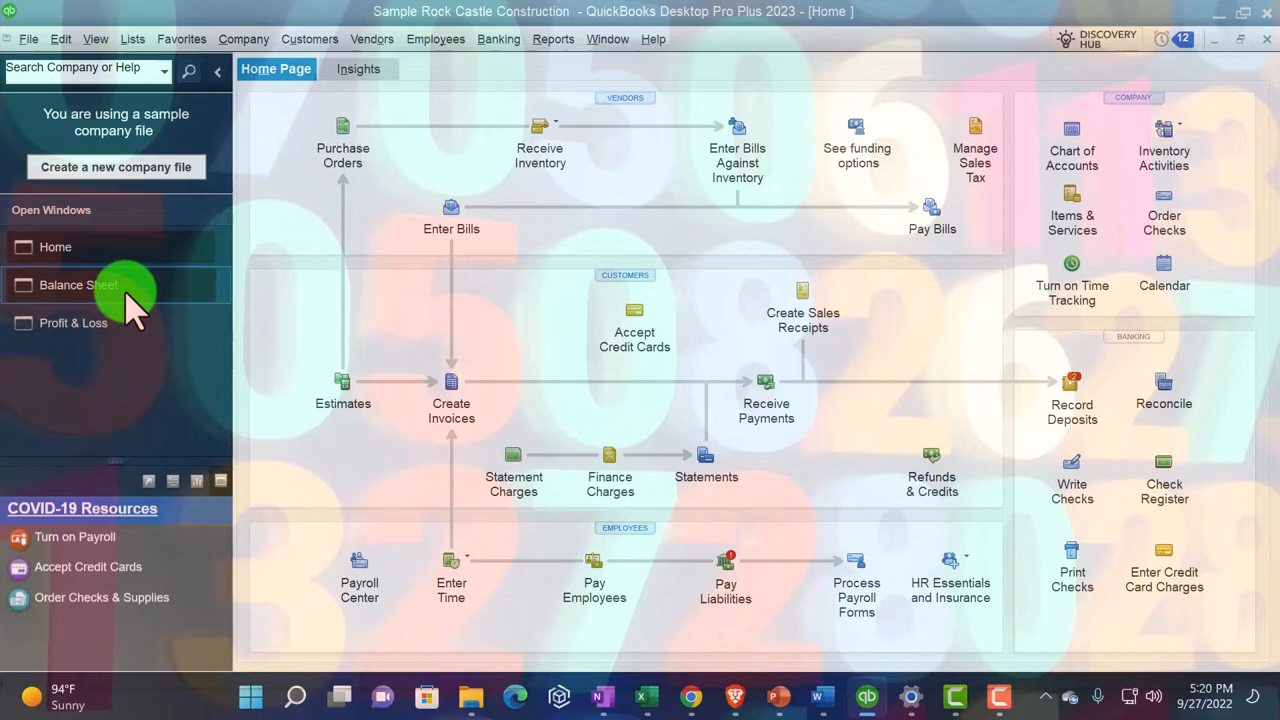 Sample Rock Castle Construction - QuickBooks Desktop Pro Plus 2023 - [Home ]
File Edit View Lists Favorites Company Customers Vendors Employees Banking Reports Window Help
DISCOVERY
HUB
12
Search Company or Help
Home Page
Insights
You are using a sample
company file
Create a new company file
Open Windows
Home
Balance Sheet
Profit & Loss
COVID-19 Resources
Turn on Payroll
Accept Credit Cards
Order Checks & Supplies
VENDORS
Purchase
Orders
Receive
Inventory
Enter Bills
Against
Inventory
See funding
options
Manage
Sales
Tax
Enter Bills
Pay Bills
CUSTOMERS
Accept
Credit Cards
Create Sales
Receipts
Estimates
Create
Invoices
Receive
Payments
Statement
Charges
Finance
Charges
Statements
Refunds
& Credits
EMPLOYEES
Payroll
Center
Enter
Time
Pay
Employees
Pay
Liabilities
Process
Payroll
Forms
HR Essentials
and Insurance
COMPANY
Chart of
Accounts
Inventory
Activities
Items &
Services
Order
Checks
Turn on Time
Tracking
Calendar
BANKING
2
Record
Deposits
Reconcile
Write
Checks
Check
Register
Print
Checks
Enter Credit
Card Charges
94°F
Sunny
5:20 PM
9/27/2022